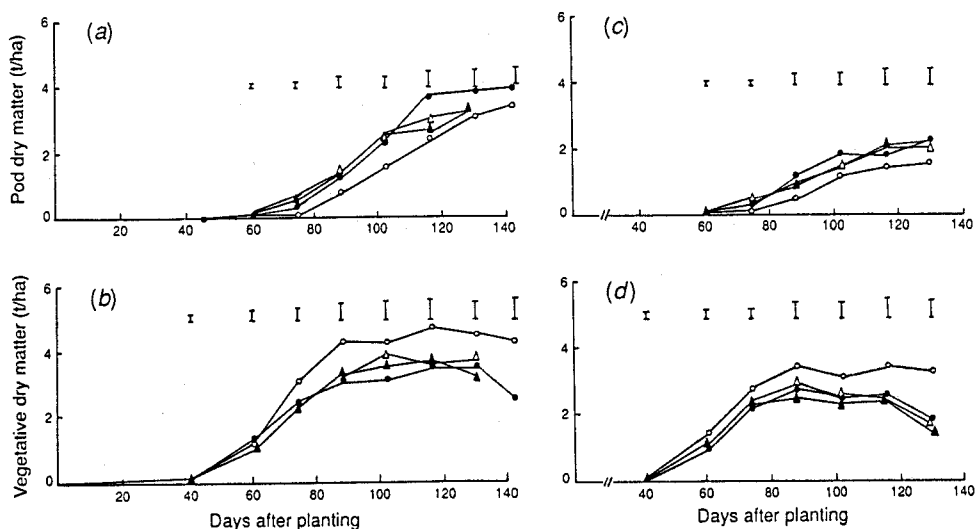 (a)
Pod dry matter (t/ha)
6
4
2
0
20 40 60 80 100 120 140
(c)
6
4
2
0
40 60 80 100 120 140
(b)
Vegetative dry matter (t/ha)
6
4
2
0
20 40 60 80 100 120 140
Days after planting
(d)
6
4
2
0
40 60 80 100 120 140
Days after planting